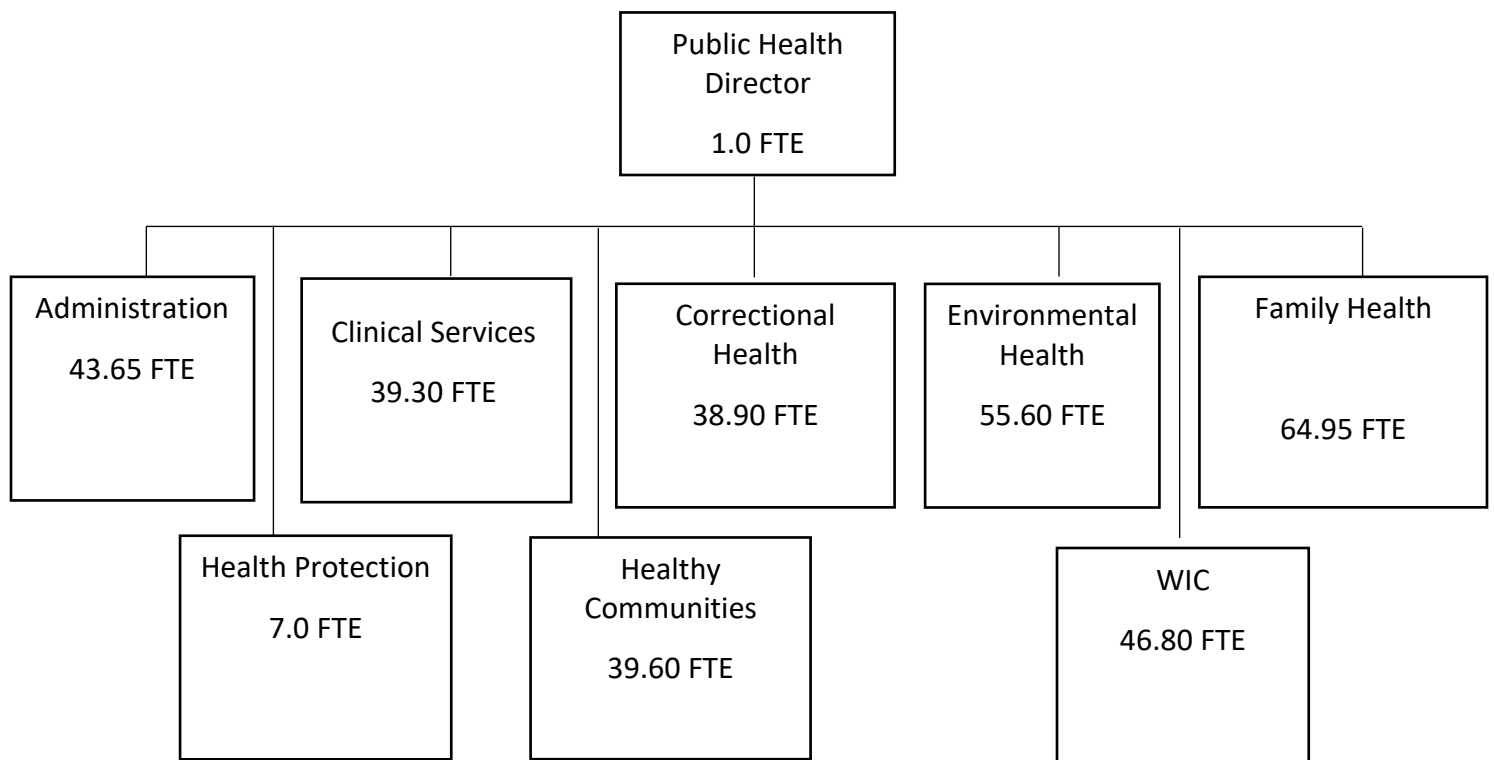 Public Health
Director
1.0 FTE
Administration
43.65 FTE
Clinical Services
39.30 FTE
Correctional
Health
38.90 FTE
Environmental
Health
55.60 FTE
Family Health
64.95 FTE
Health Protection
7.0 FTE
Healthy
Communities
39.60 FTE
WIC
46.80 FTE